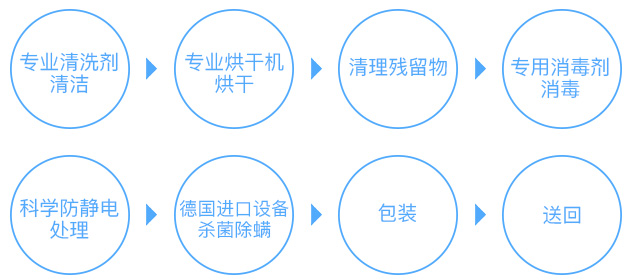 专业清洗剂
清洁
专业烘干机
烘干
清理残留物
专用消毒剂
消毒
科学防静电
处理
德国进口设备
杀菌除螨
包装
送回